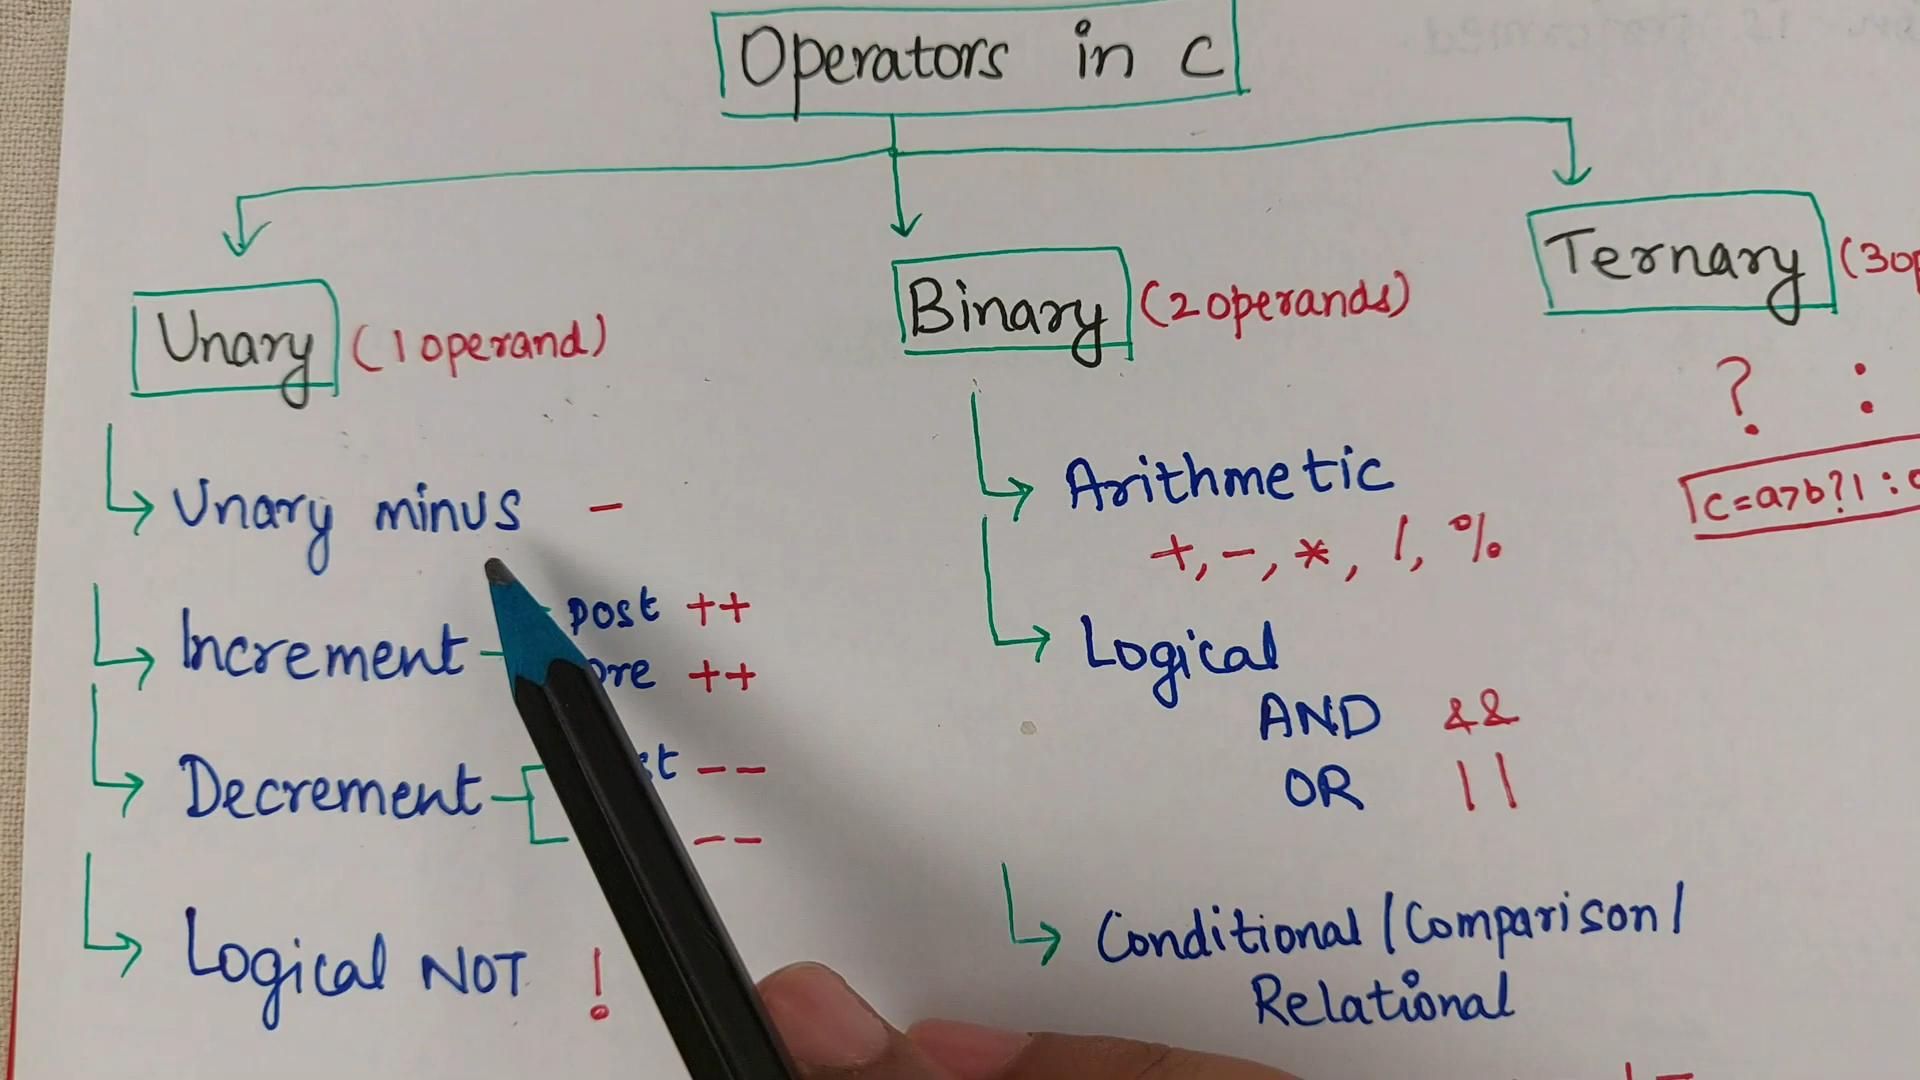 Operators in C
Unary (1 operand)
Unary minus -
Increment post ++
pre ++
Decrement --
--
Logical NOT !
Binary (2 operands)
Arithmetic
+, -, *, /, %
Logical
AND &&
OR ||
Conditional / Comparison /
Relational
Ternary
? :
c=a>b?1: